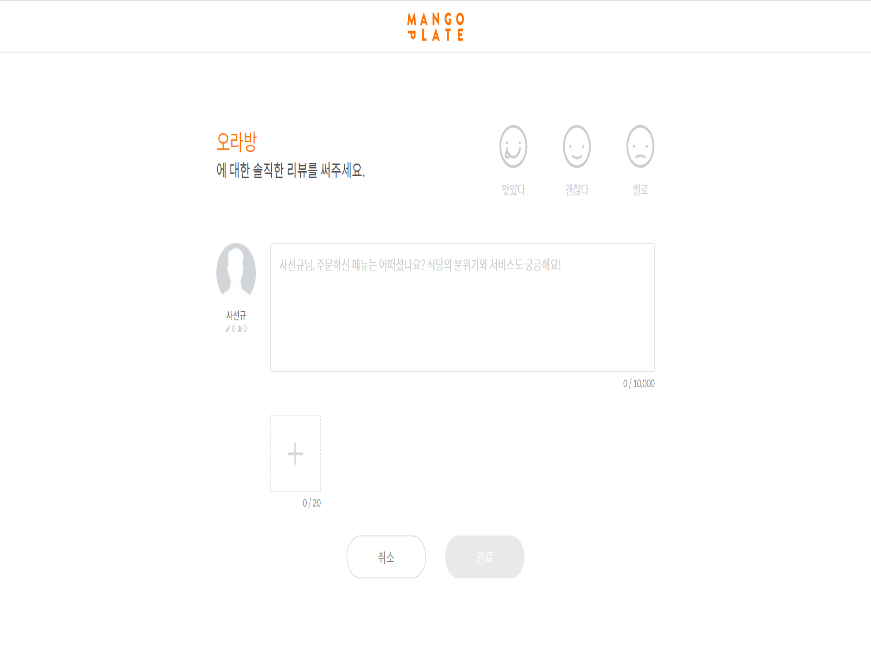 MANGO
PLATE
오라방
에 대한 솔직한 리뷰를 써주세요.
맛있다
괜찮다
별로
사선규님, 주문하신 메뉴는 어떠셨나요? 식당의 분위기와 서비스도 궁금해요!
사선규
0 0
0 / 10,000
0 / 20
취소
완료